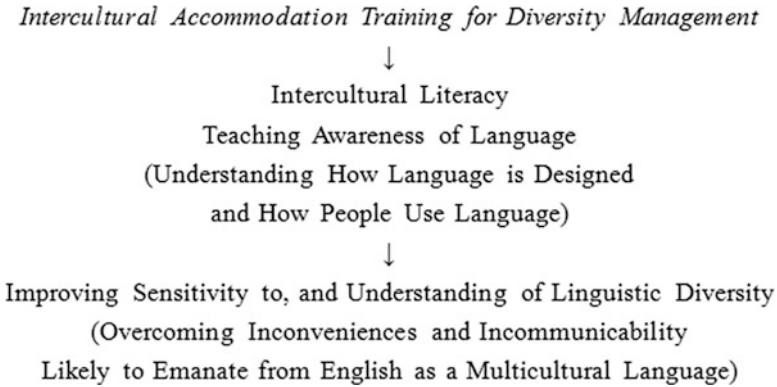 Intercultural Accommodation Training for Diversity Management
↓
Intercultural Literacy
Teaching Awareness of Language
(Understanding How Language is Designed
and How People Use Language)
↓
Improving Sensitivity to, and Understanding of Linguistic Diversity
(Overcoming Inconveniences and Incommunicability
Likely to Emanate from English as a Multicultural Language)